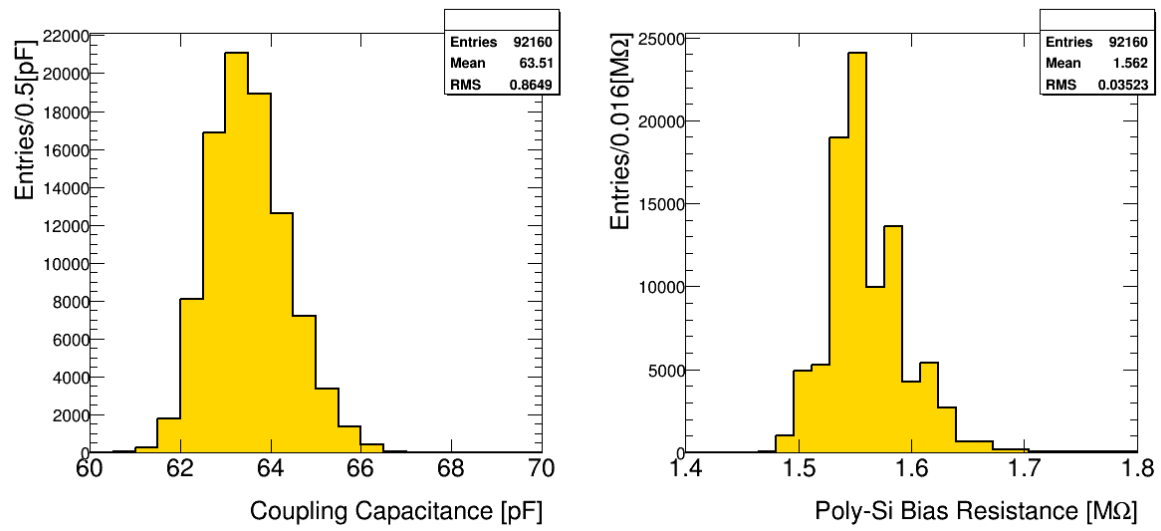 Entries/0.5[pF]
22000
20000
18000
16000
14000
12000
10000
8000
6000
4000
2000
0
60 62 64 66 68 70
Coupling Capacitance [pF]
Entries 92160
Mean 63.51
RMS 0.8649
Entries/0.016[MΩ]
25000
20000
15000
10000
5000
0
1.4 1.5 1.6 1.7 1.8
Poly-Si Bias Resistance [MΩ]
Entries 92160
Mean 1.562
RMS 0.03523